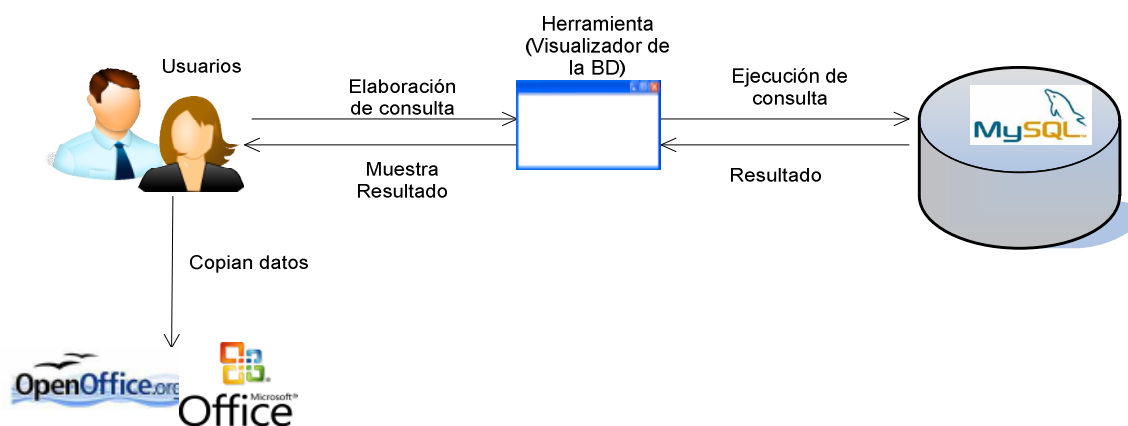 Herramienta
(Visualizador de
la BD)
Usuarios
Elaboración
de consulta
Ejecución de
consulta
MySQL™
Muestra
Resultado
Resultado
Copian datos
OpenOffice.org
Microsoft®
Office